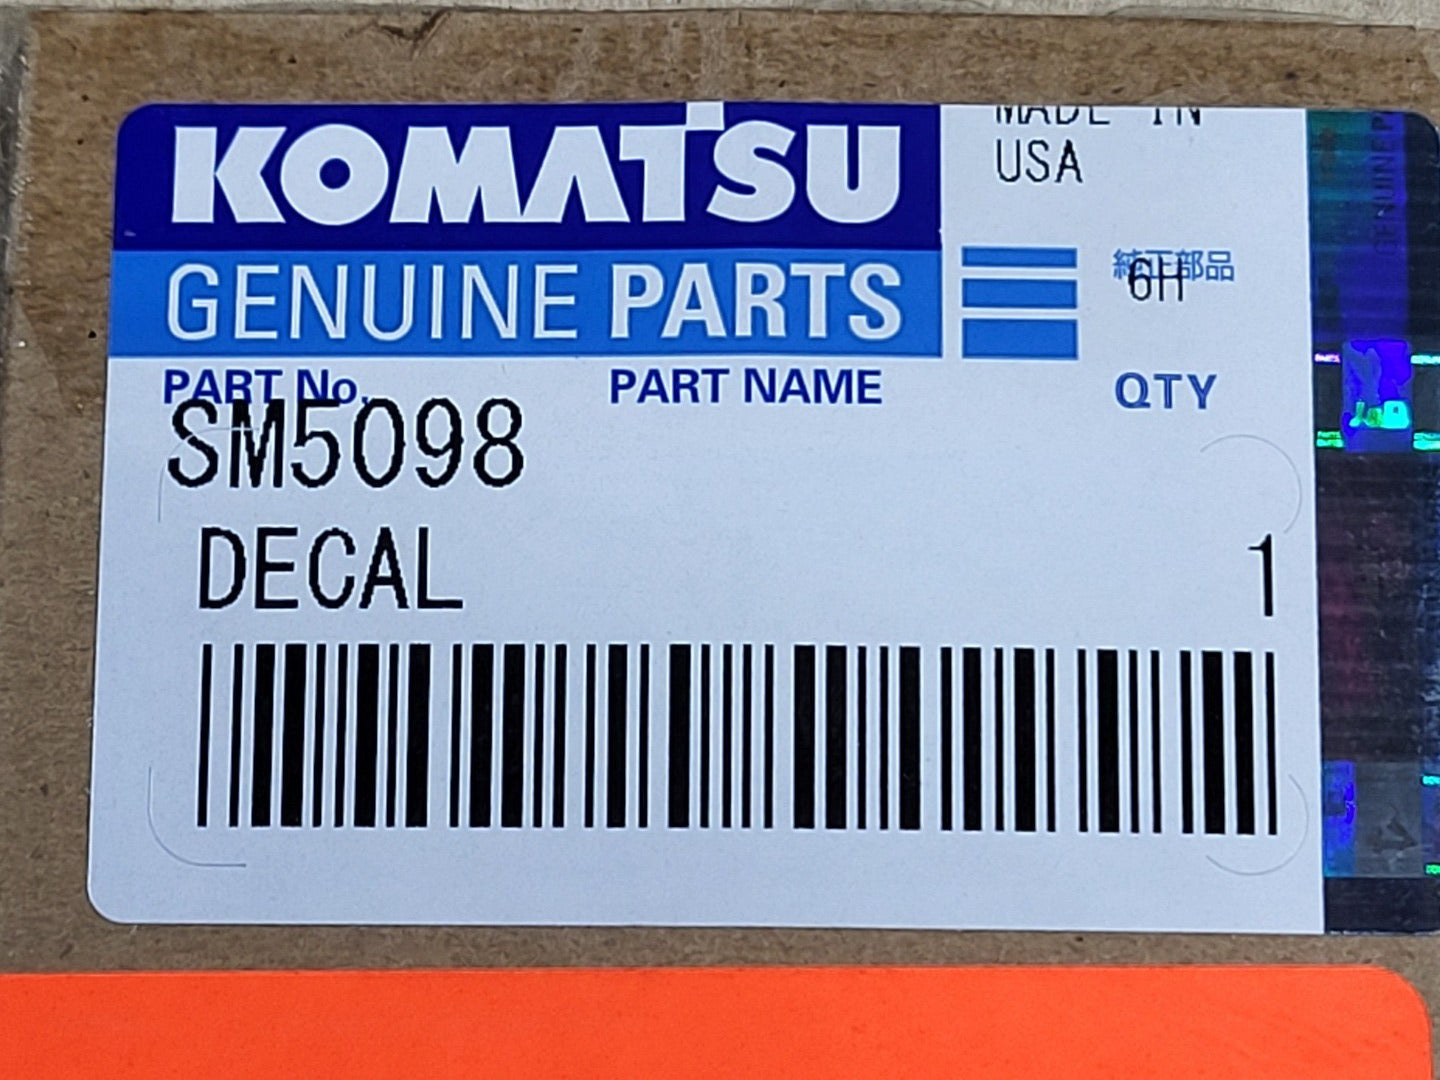 KOMATSU
MADE IN
USA
GENUINE PARTS
純正部品
6H
PART No.
PART NAME
QTY
SM5098
DECAL
1
GENUINE P